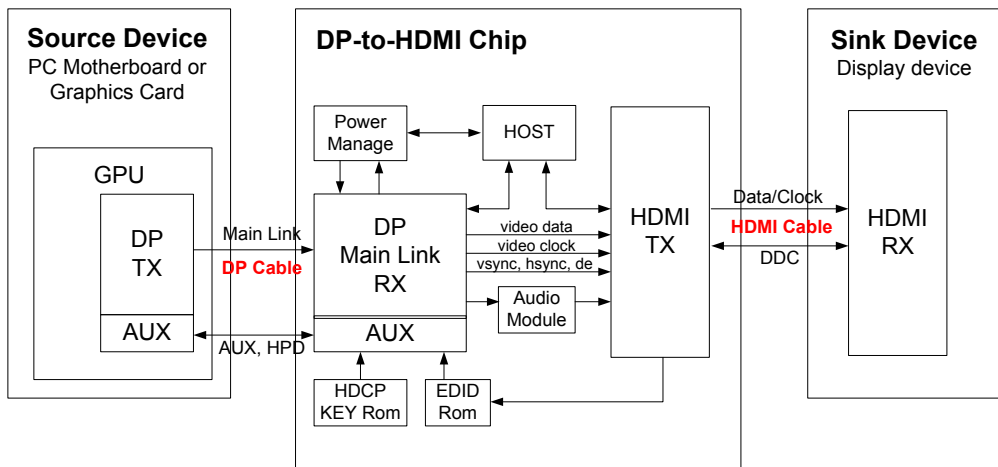 Source Device
PC Motherboard or
Graphics Card
GPU
DP
TX
AUX
Main Link
DP Cable
AUX, HPD
DP-to-HDMI Chip
Power
Manage
HOST
DP
Main Link
RX
AUX
video data
video clock
vsync, hsync, de
Audio
Module
HDMI
TX
HDCP
KEY Rom
EDID
Rom
Data/Clock
HDMI Cable
DDC
Sink Device
Display device
HDMI
RX